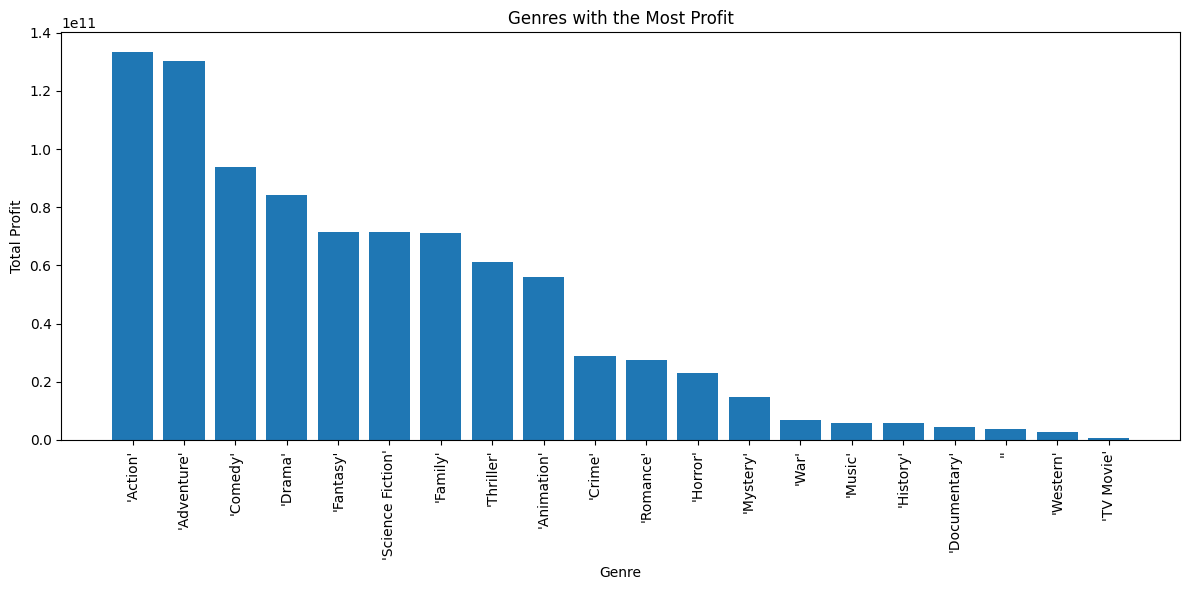 Genres with the Most Profit
1e11
1.4
1.2
1.0
0.8
0.6
0.4
0.2
0.0
Total Profit
'Action'
'Adventure'
'Comedy'
'Drama'
'Fantasy'
'Science Fiction'
'Family'
'Thriller'
'Animation'
'Crime'
'Romance'
'Horror'
'Mystery'
'War'
'Music'
'History'
'Documentary'
''
'Western'
'TV Movie'
Genre